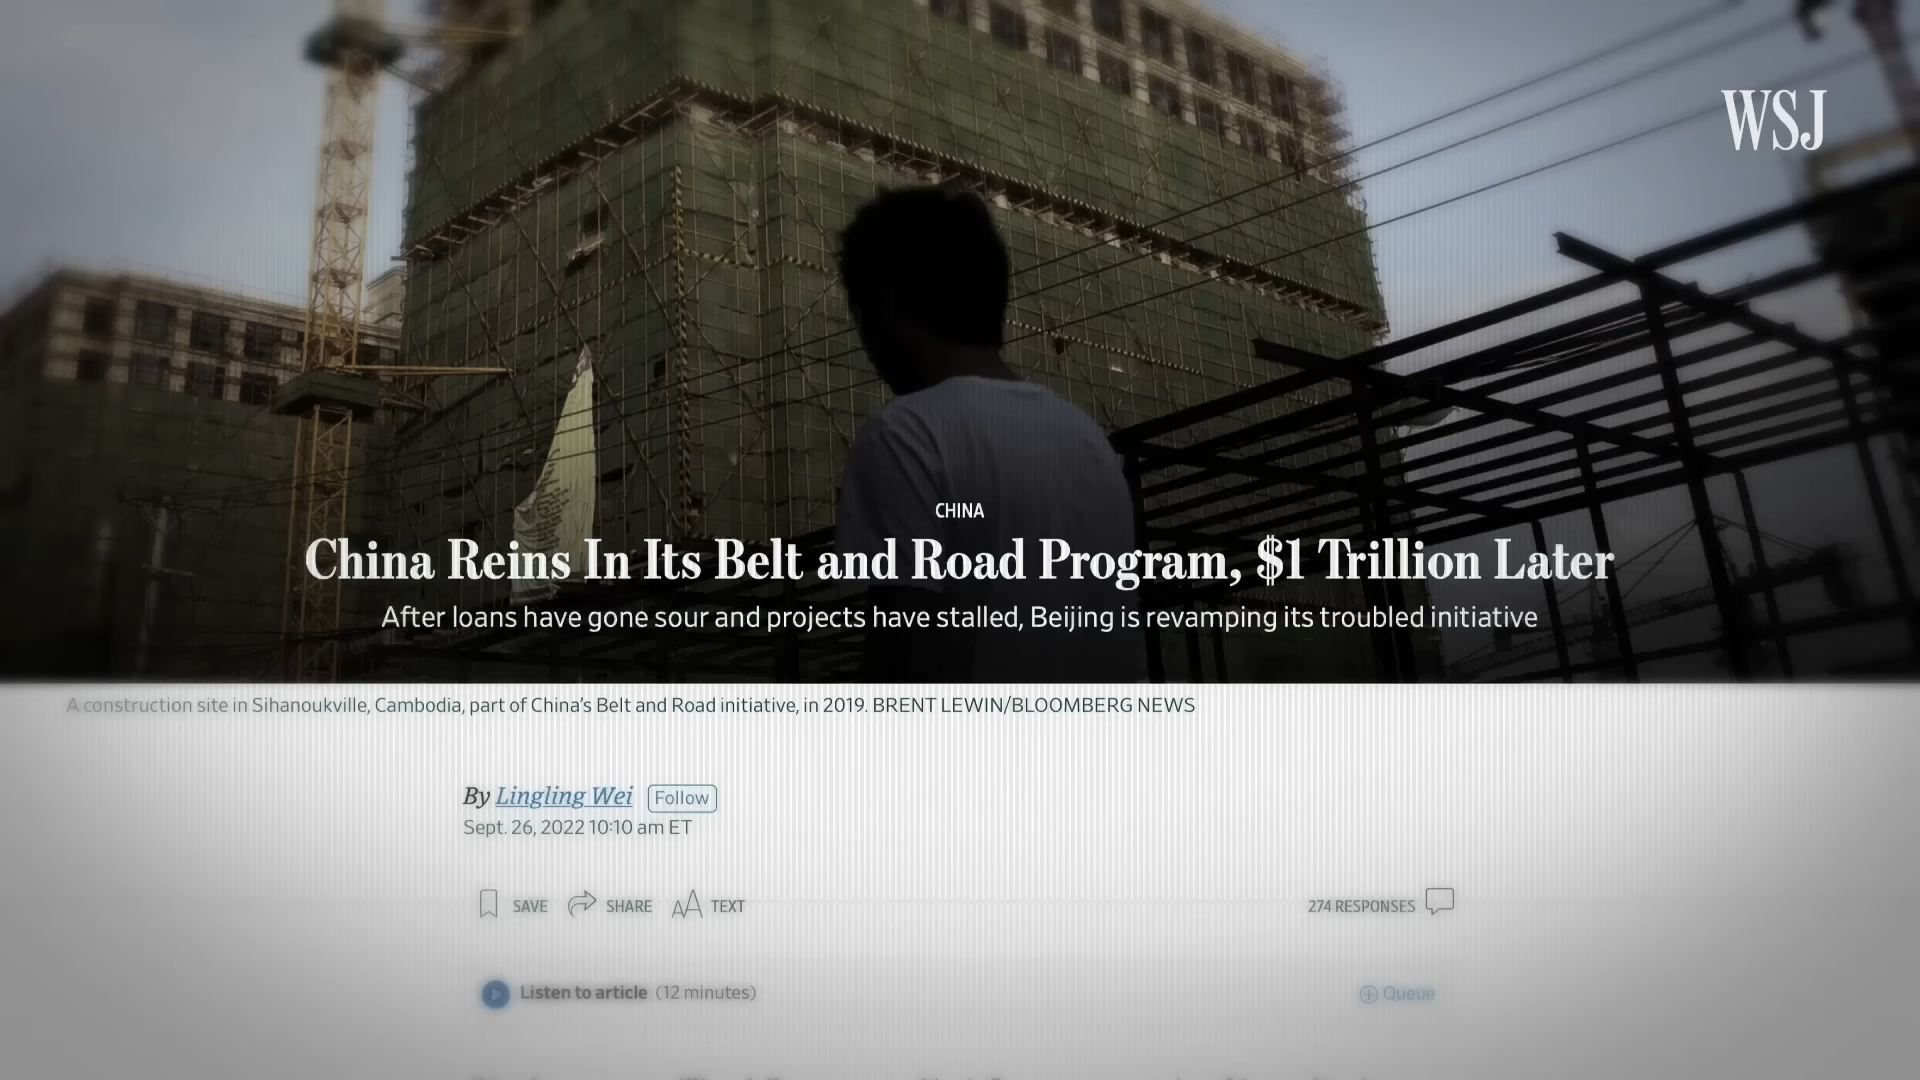 WSJ
CHINA
China Reins In Its Belt and Road Program, $1 Trillion Later
After loans have gone sour and projects have stalled, Beijing is revamping its troubled initiative
A construction site in Sihanoukville, Cambodia, part of China's Belt and Road initiative, in 2019. BRENT LEWIN/BLOOMBERG NEWS
By Lingling Wei Follow
Sept. 26, 2022 10:10 am ET
SAVE SHARE TEXT 274 RESPONSES
Listen to article (12 minutes) Queue